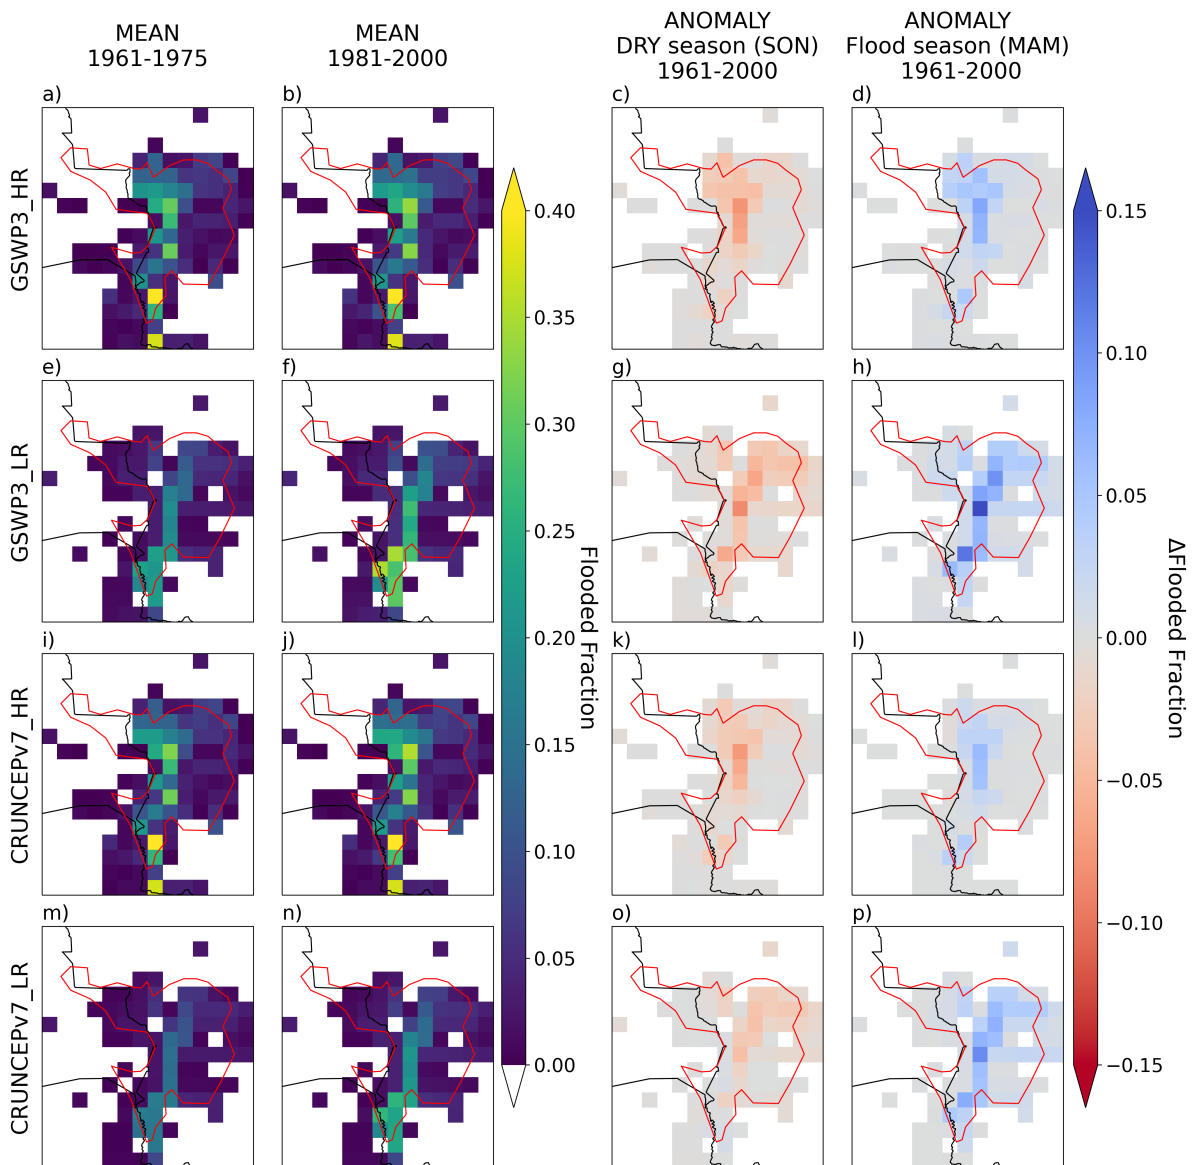 MEAN
1961-1975
MEAN
1981-2000
ANOMALY
DRY season (SON)
1961-2000
ANOMALY
Flood season (MAM)
1961-2000
a)
b)
c)
d)
GSWP3_HR
e)
f)
g)
h)
GSWP3_LR
i)
j)
k)
l)
CRUNCEPv7_HR
m)
n)
o)
p)
CRUNCEPv7_LR
0.40
0.35
0.30
0.25
0.20
0.15
0.10
0.05
0.00
Flooded Fraction
0.15
0.10
0.05
0.00
−0.05
−0.10
−0.15
ΔFlooded Fraction